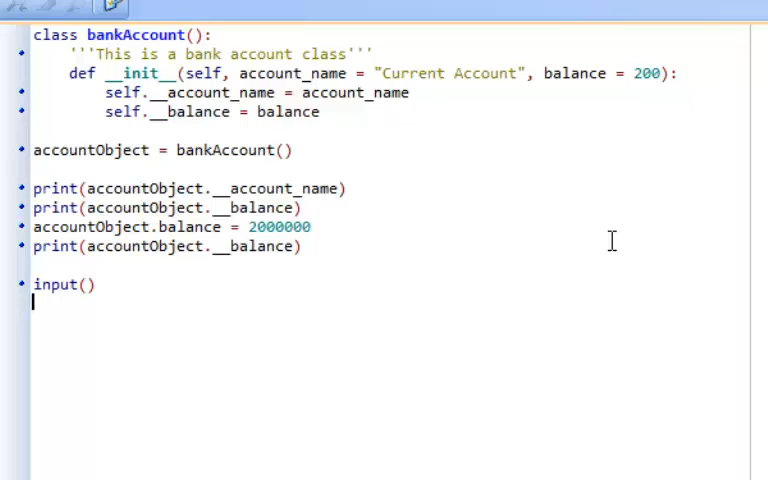 class bankAccount():
    '''This is a bank account class'''
    def __init__(self, account_name = "Current Account", balance = 200):
        self.__account_name = account_name
        self.__balance = balance
accountObject = bankAccount()
print(accountObject.__account_name)
print(accountObject.__balance)
accountObject.balance = 2000000
print(accountObject.__balance)
input()